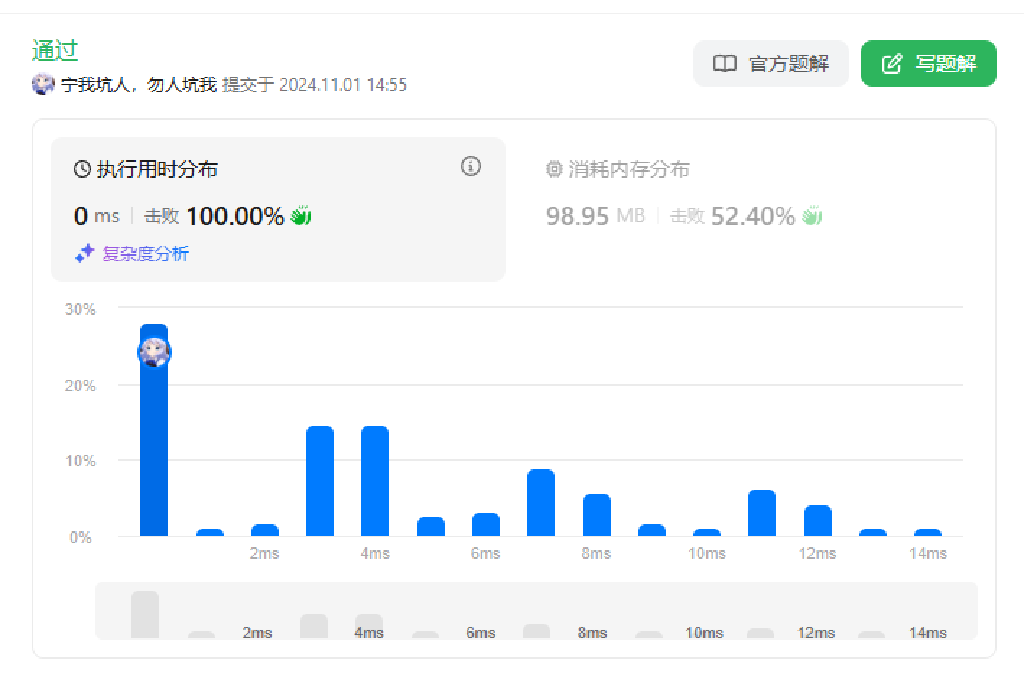 通过
宁我坑人，勿人坑我 提交于 2024.11.01 14:55
官方题解
写题解
执行用时分布
0 ms 击败 100.00%
复杂度分析
消耗内存分布
98.95 MB 击败 52.40%
30%
20%
10%
0%
2ms 4ms 6ms 8ms 10ms 12ms 14ms
2ms 4ms 6ms 8ms 10ms 12ms 14ms